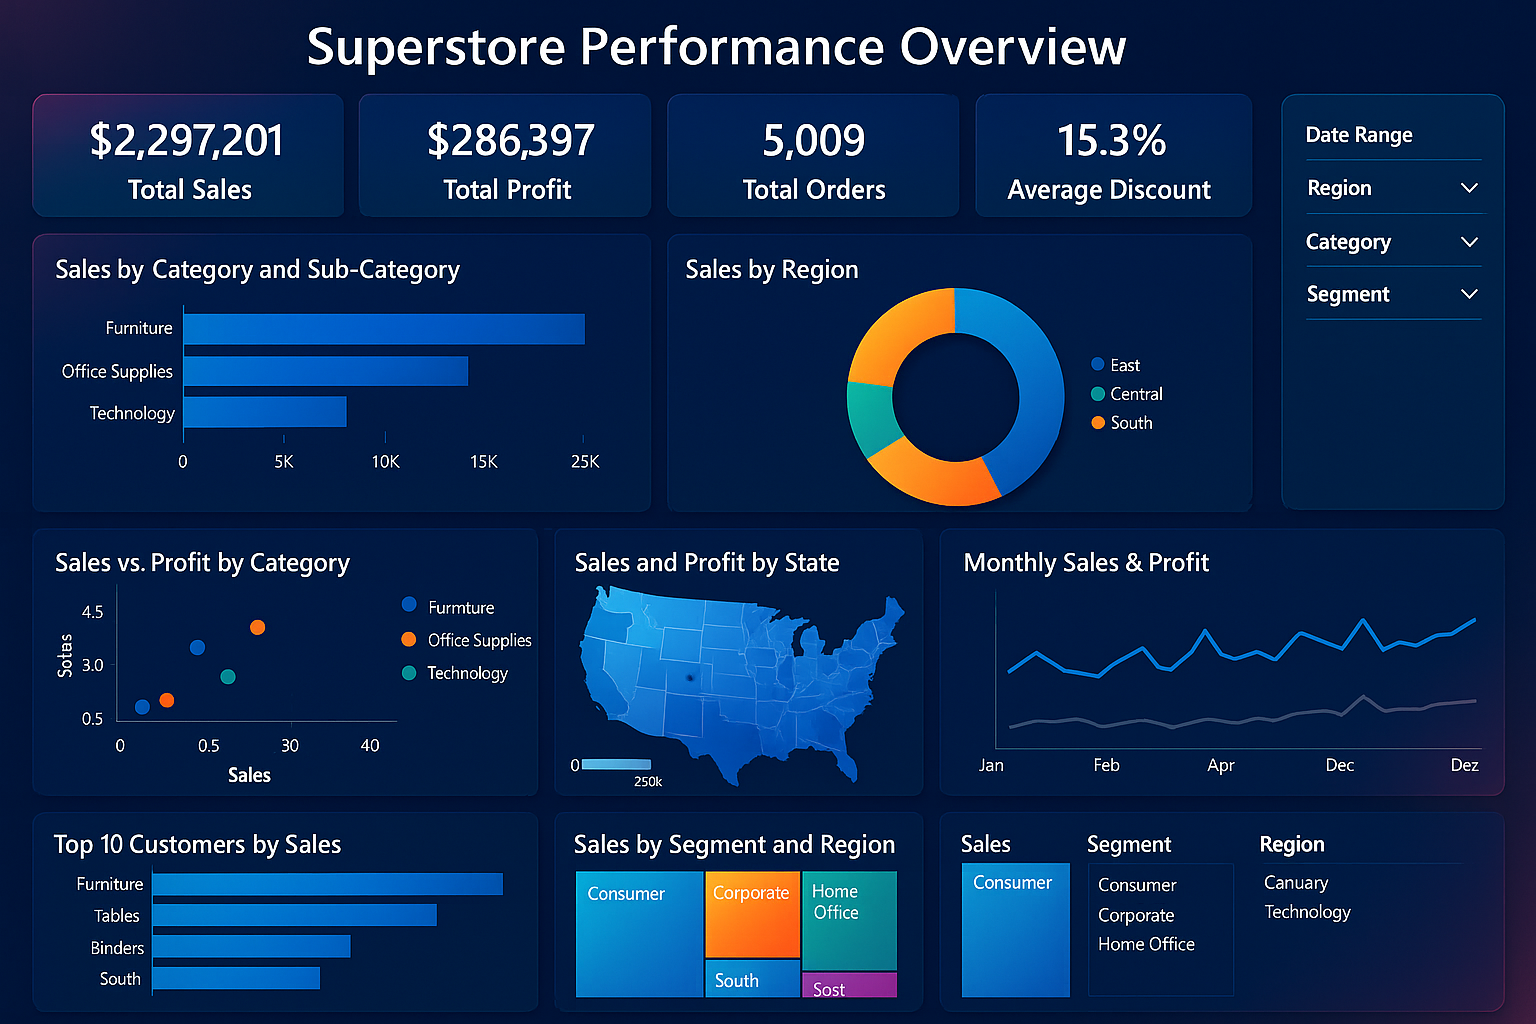 Superstore Performance Overview
$2,297,201
Total Sales
$286,397
Total Profit
5,009
Total Orders
15.3%
Average Discount
Date Range
Region
Category
Segment
Sales by Category and Sub-Category
Furniture
Office Supplies
Technology
0 5K 10K 15K 25K
Sales by Region
East
Central
South
Sales vs. Profit by Category
4.5
3.0
0.5
Sotas
0 0.5 30 40
Sales
Furmture
Office Supplies
Technology
Sales and Profit by State
0
250k
Monthly Sales & Profit
Jan Feb Apr Dec Dez
Top 10 Customers by Sales
Furniture
Tables
Binders
South
Sales by Segment and Region
Consumer
Corporate
Home
Office
South
Sost
Sales
Consumer
Segment
Consumer
Corporate
Home Office
Region
Canuary
Technology